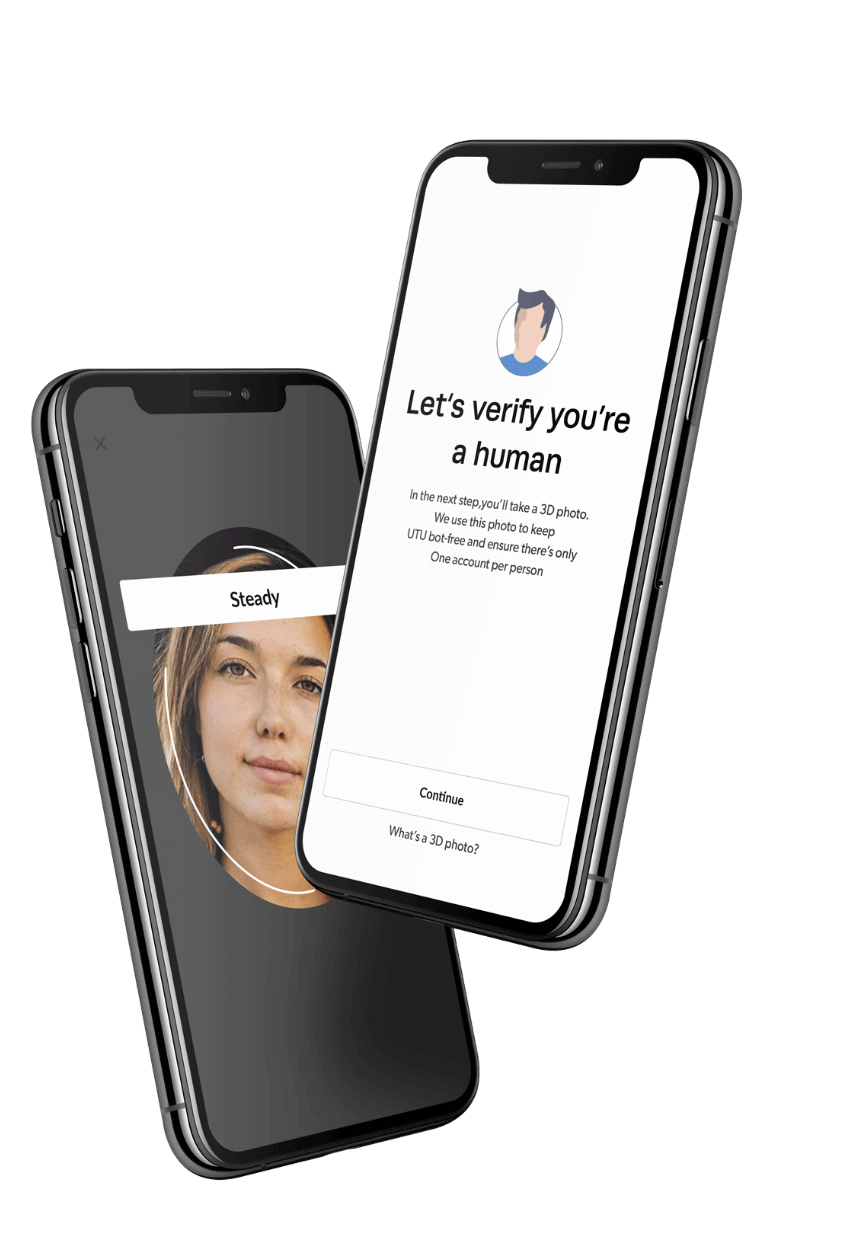 Let's verify you're
a human
In the next step,you'll take a 3D photo.
We use this photo to keep
UTU bot-free and ensure there's only
One account per person
Continue
What's a 3D photo?
Steady